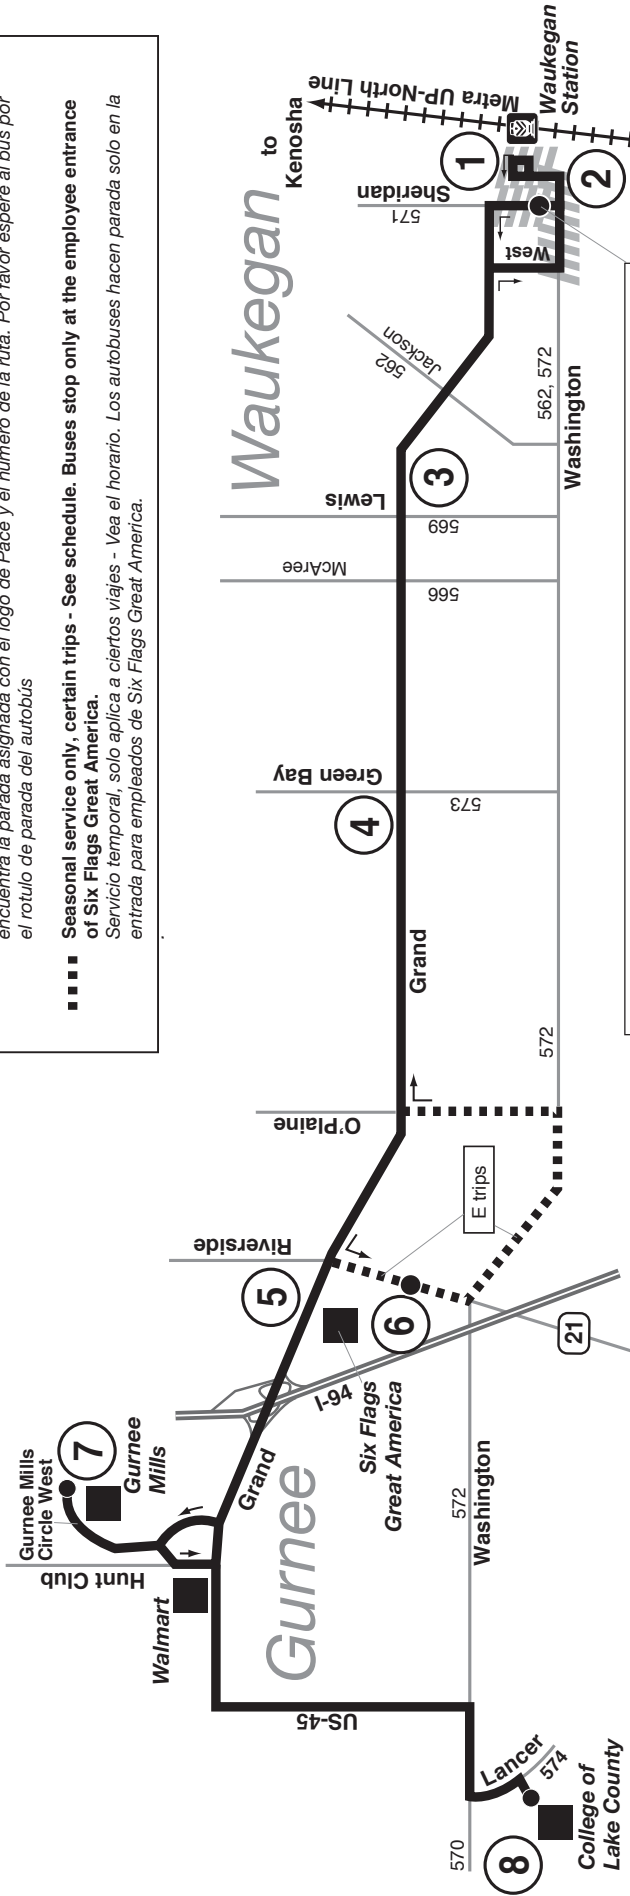 encuentra la parada asignada con el logo de Pace y el número de la ruta. Por favor espere al bus por
el rotulo de parada del autobús
Seasonal service only, certain trips - See schedule. Buses stop only at the employee entrance
of Six Flags Great America.
Servicio temporal, solo aplica a ciertos viajes - Vea el horario. Los autobuses hacen parada solo en la
entrada para empleados de Six Flags Great America.
.
Gurnee Mills
Circle West
7
Gurnee
Mills
Hunt Club
Walmart
Grand
Gurnee
US-45
570
8
Lancer
574
College of
Lake County
572
Washington
I-94
Six Flags
Great America
5
Riverside
6
21
E trips
O'Plaine
Grand
572
4
Green Bay
573
McAree
566
Lewis
569
3
Waukegan
Jackson
562
562, 572
Washington
West
Sheridan
571
1
2
to
Kenosha
Metra UP-North Line
Waukegan
Station